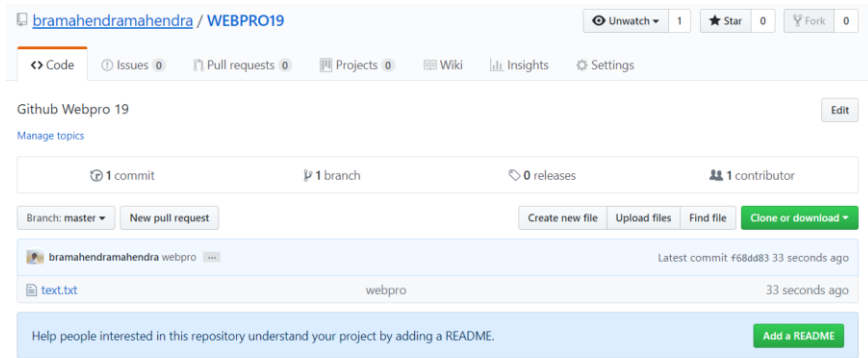 bramahendramahendra / WEBPRO19 Unwatch 1 Star 0 Fork 0
Code Issues 0 Pull requests 0 Projects 0 Wiki Insights Settings
Github Webpro 19 Edit
Manage topics
1 commit 1 branch 0 releases 1 contributor
Branch: master New pull request Create new file Upload files Find file Clone or download
bramahendramahendra webpro ... Latest commit f68dd83 33 seconds ago
text.txt webpro 33 seconds ago
Help people interested in this repository understand your project by adding a README. Add a README